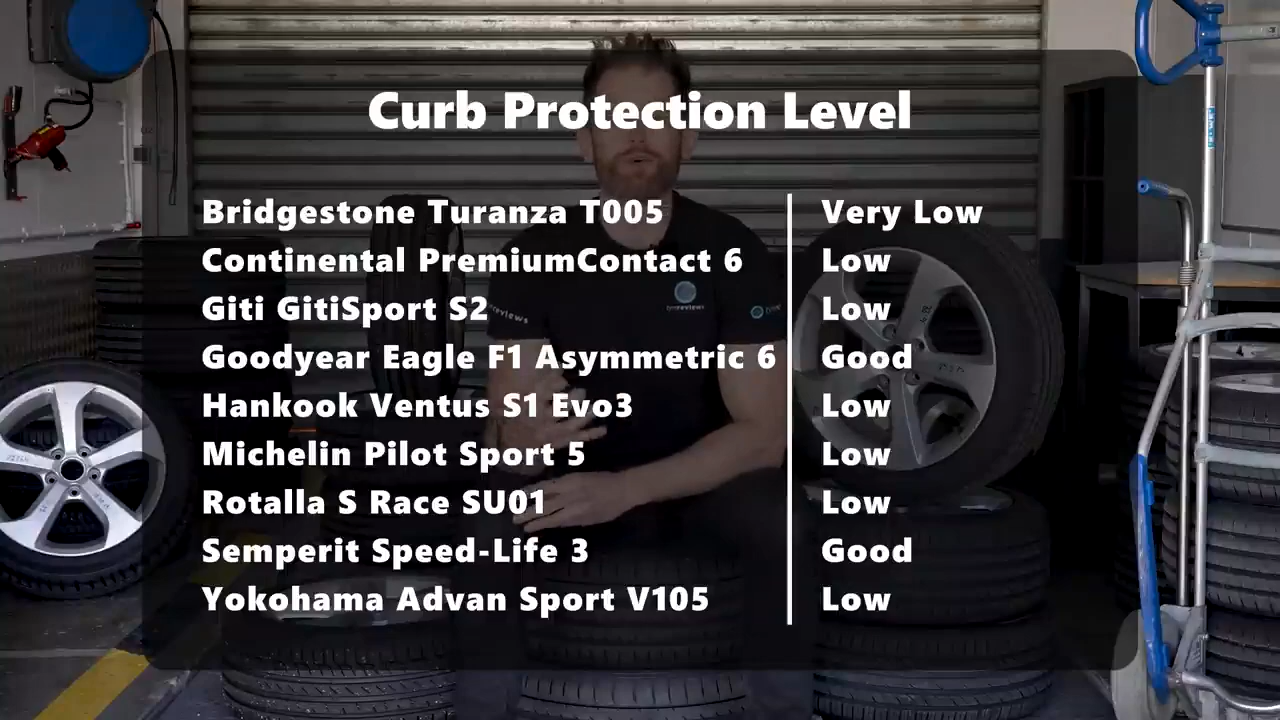 Curb Protection Level
Bridgestone Turanza T005 Very Low
Continental PremiumContact 6 Low
Giti GitiSport S2 Low
Goodyear Eagle F1 Asymmetric 6 Good
Hankook Ventus S1 Evo3 Low
Michelin Pilot Sport 5 Low
Rotalla S Race SU01 Low
Semperit Speed-Life 3 Good
Yokohama Advan Sport V105 Low